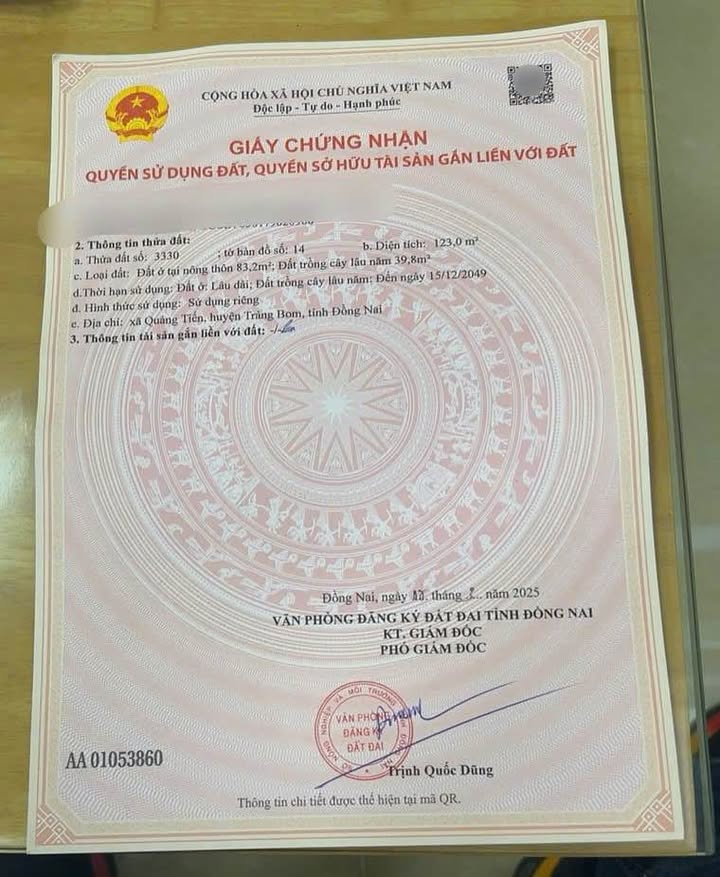 CỘNG HÒA XÃ HỘI CHỦ NGHĨA VIỆT NAM
Độc lập - Tự do - Hạnh phúc
GIẤY CHỨNG NHẬN
QUYỀN SỬ DỤNG ĐẤT, QUYỀN SỞ HỮU TÀI SẢN GẮN LIỀN VỚI ĐẤT
2. Thông tin thửa đất:
a. Thửa đất số: 3330 ; tờ bản đồ số: 14 b. Diện tích: 123,0 m²
c. Loại đất: Đất ở tại nông thôn 83,2m²; Đất trồng cây lâu năm 39,8m²
d.Thời hạn sử dụng: Đất ở: Lâu dài; Đất trồng cây lâu năm: Đến ngày 15/12/2049
đ. Hình thức sử dụng: Sử dụng riêng
e. Địa chỉ: xã Quảng Tiến, huyện Trảng Bom, tỉnh Đồng Nai
3. Thông tin tài sản gắn liền với đất: -/-
Đồng Nai, ngày tháng năm 2025
VĂN PHÒNG ĐĂNG KÝ ĐẤT ĐAI TỈNH ĐỒNG NAI
KT. GIÁM ĐỐC
PHÓ GIÁM ĐỐC
SỞ NÔNG NGHIỆP VÀ MÔI TRƯỜNG
VĂN PHÒNG
ĐĂNG KÝ
ĐẤT ĐAI
AA 01053860
Trịnh Quốc Dũng
Thông tin chi tiết được thể hiện tại mã QR.